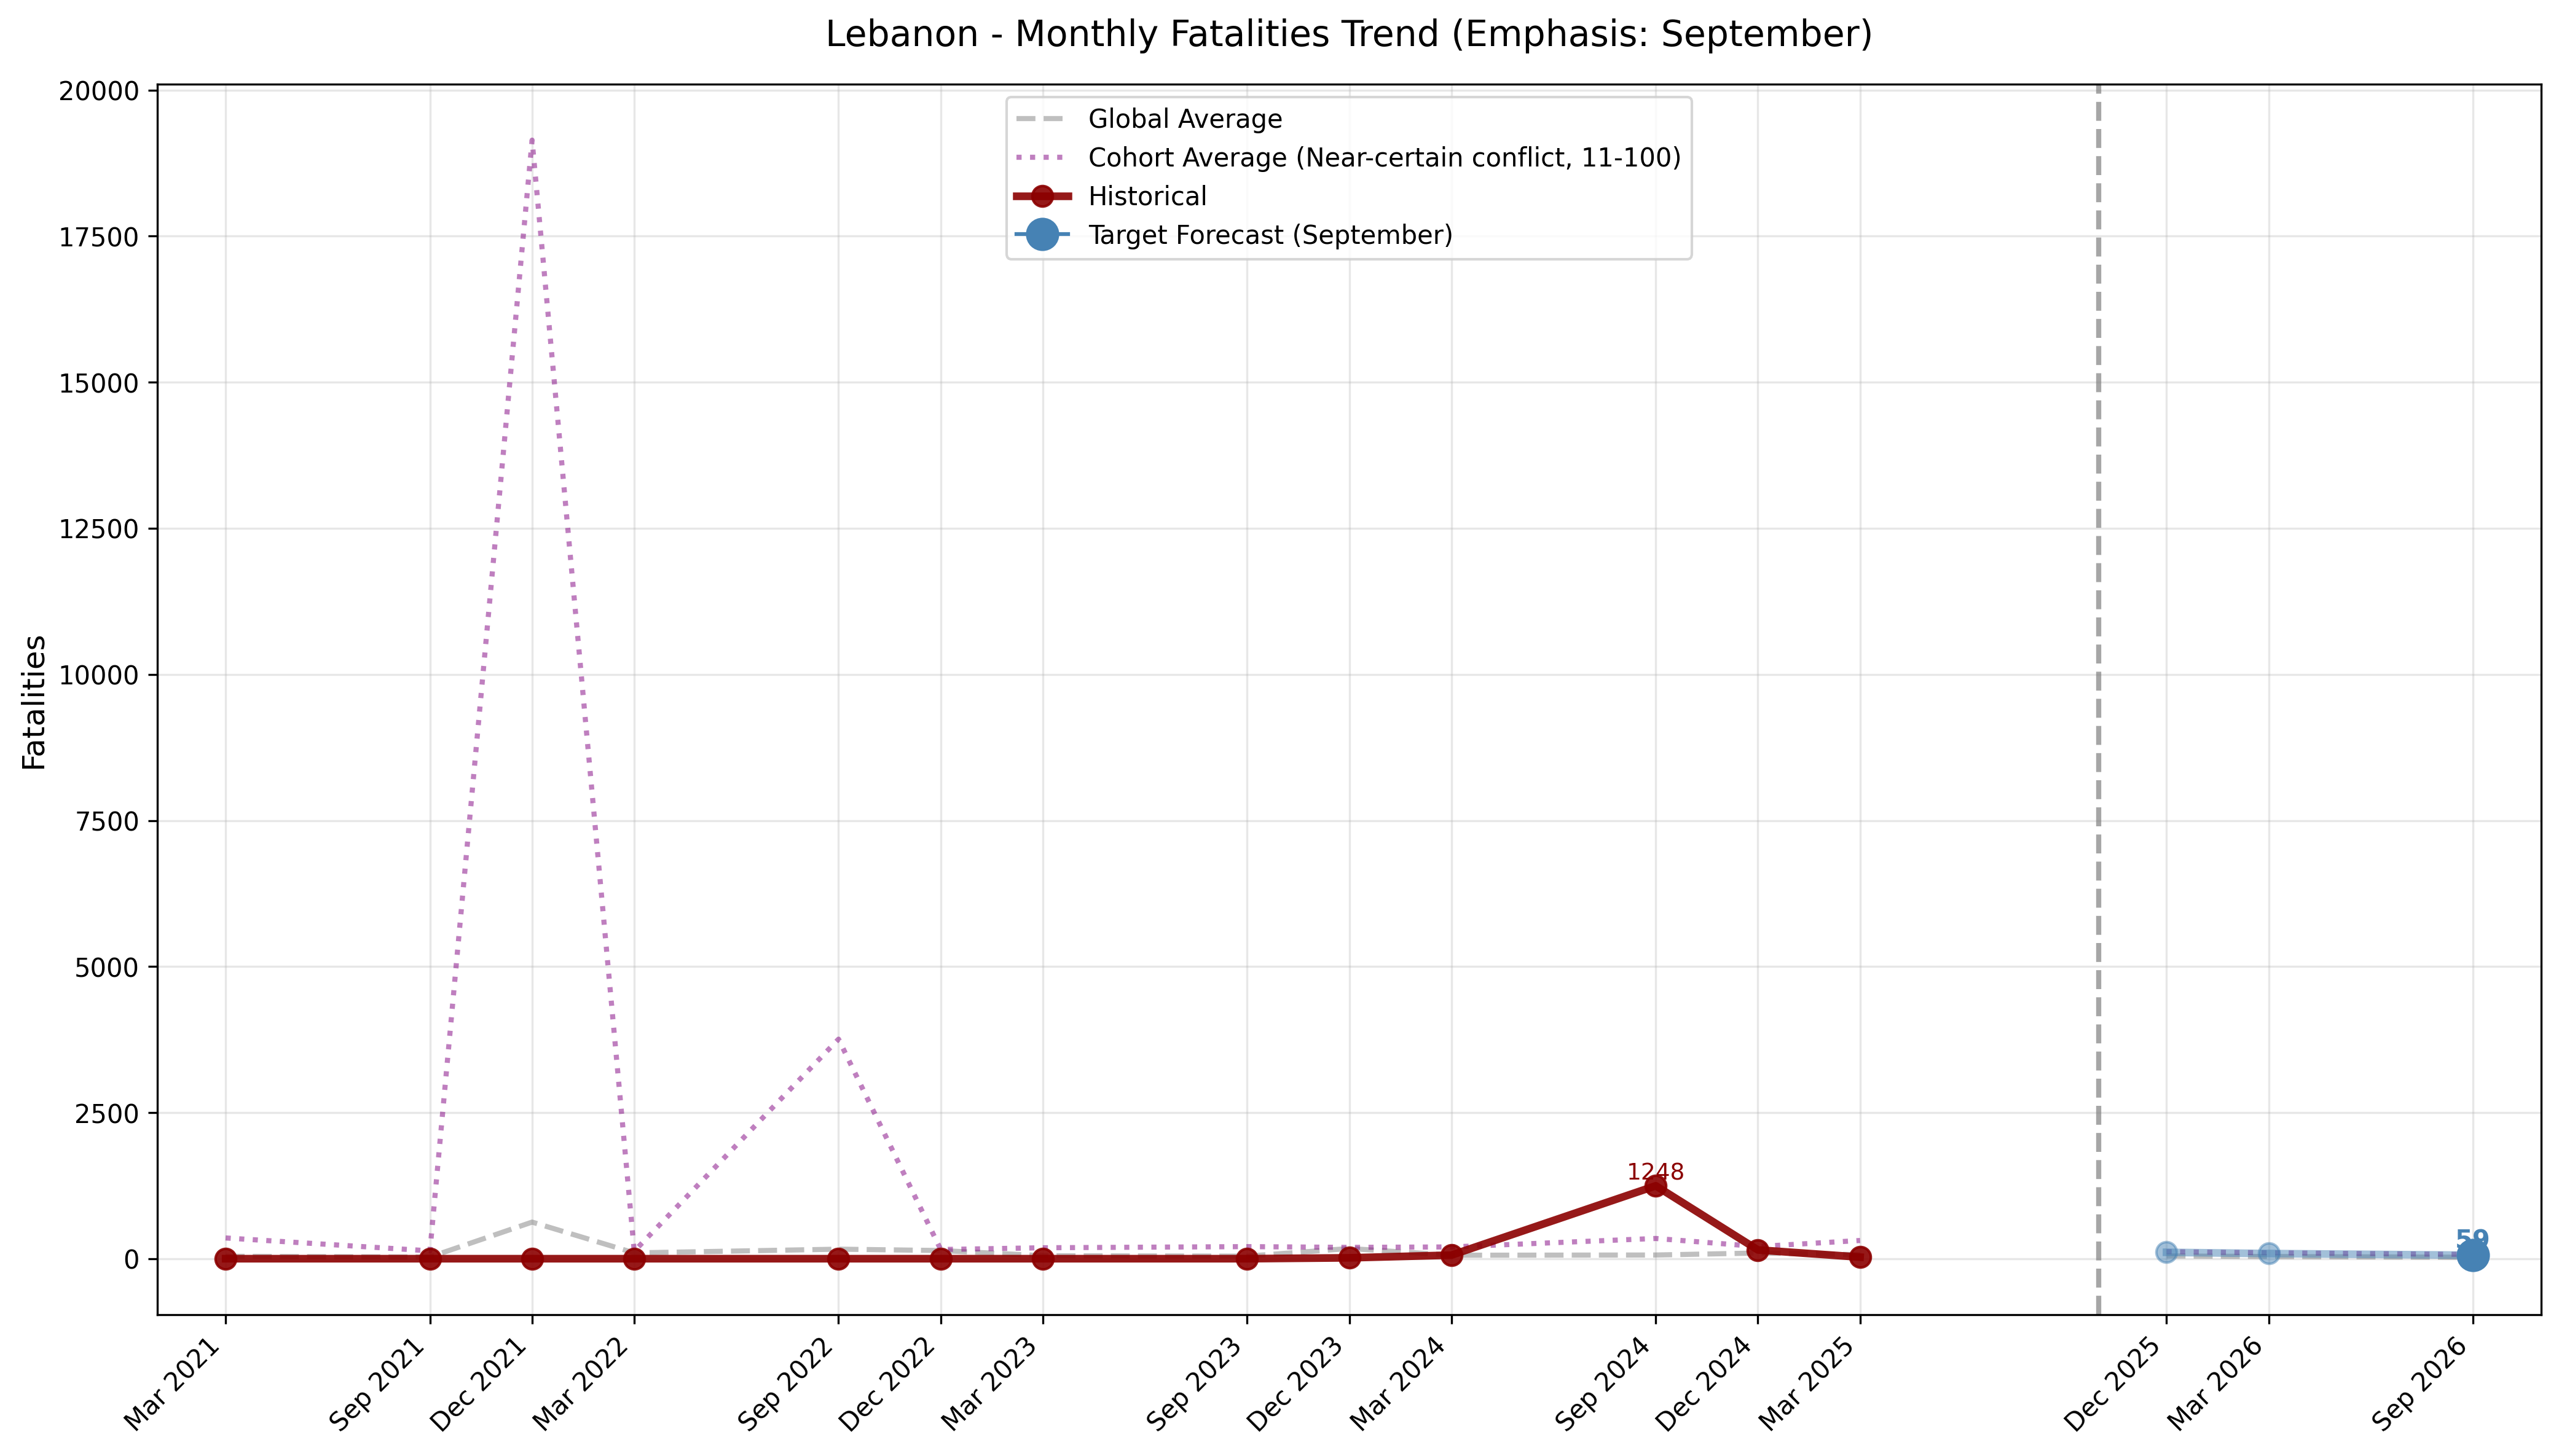 Lebanon - Monthly Fatalities Trend (Emphasis: September)
Global Average
Cohort Average (Near-certain conflict, 11-100)
Historical
Target Forecast (September)
Fatalities
20000
17500
15000
12500
10000
7500
5000
2500
0
1248
59
Mar 2021
Sep 2021
Dec 2021
Mar 2022
Sep 2022
Dec 2022
Mar 2023
Sep 2023
Dec 2023
Mar 2024
Sep 2024
Dec 2024
Mar 2025
Dec 2025
Mar 2026
Sep 2026